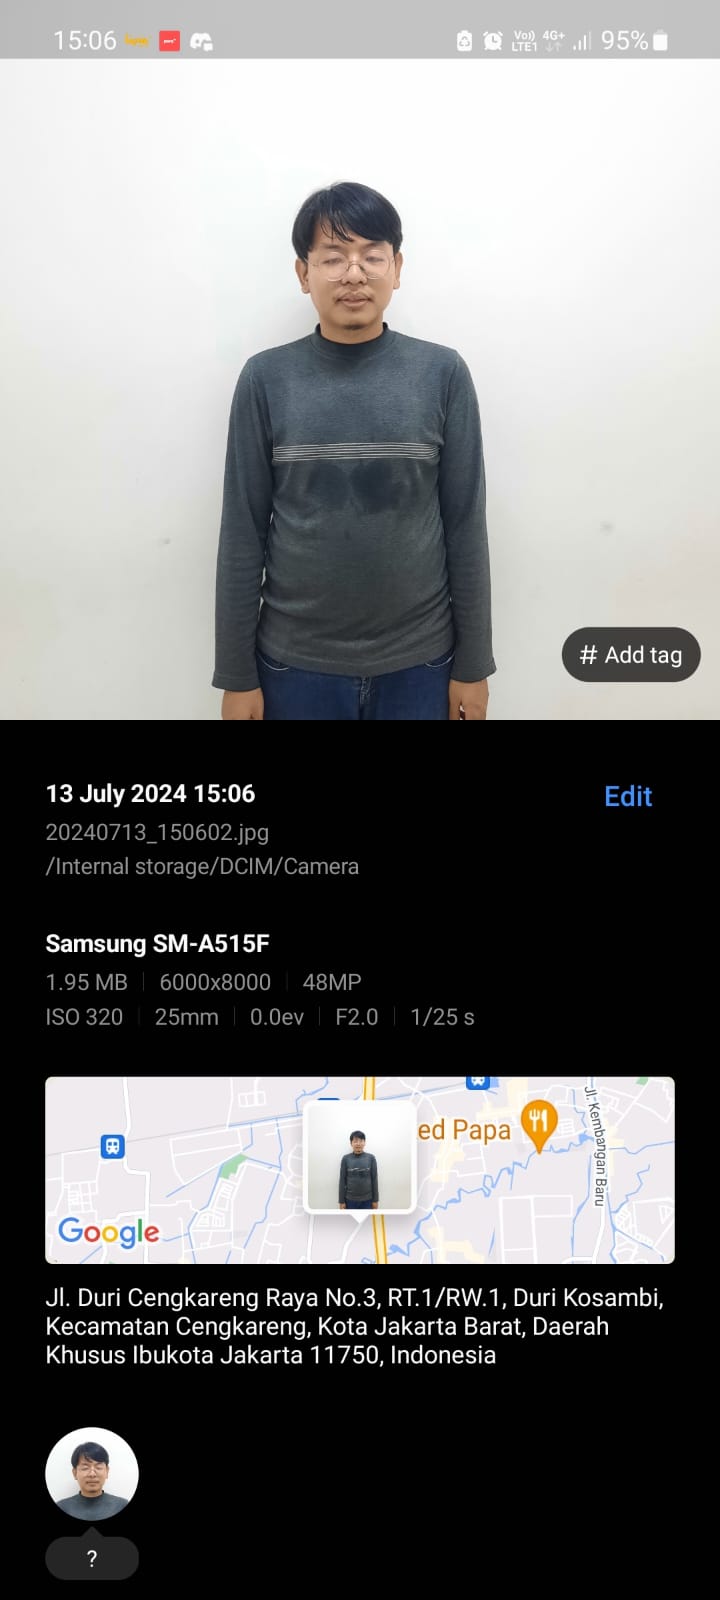 15:06
Vo)) 4G+
LTE1
95%
# Add tag
13 July 2024 15:06
Edit
20240713_150602.jpg
/Internal storage/DCIM/Camera
Samsung SM-A515F
1.95 MB 6000x8000 48MP
ISO 320 25mm 0.0ev F2.0 1/25 s
ed Papa
Jl. Kembangan Baru
Google
Jl. Duri Cengkareng Raya No.3, RT.1/RW.1, Duri Kosambi,
Kecamatan Cengkareng, Kota Jakarta Barat, Daerah
Khusus Ibukota Jakarta 11750, Indonesia
?